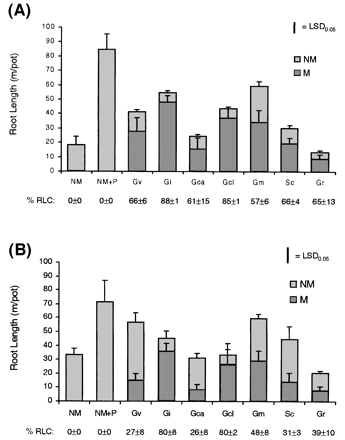 (A)
= LSD0.05
NM
M
Root Length (m/pot)
100
90
80
70
60
50
40
30
20
10
0
NM NM+P Gv Gi Gca Gcl Gm Sc Gr
% RLC: 0±0 0±0 66±6 88±1 61±15 85±1 57±6 66±4 65±13
(B)
= LSD0.05
NM
M
Root Length (m/pot)
90
80
70
60
50
40
30
20
10
0
NM NM+P Gv Gi Gca Gcl Gm Sc Gr
% RLC: 0±0 0±0 27±8 80±8 26±8 80±2 48±8 31±3 39±10